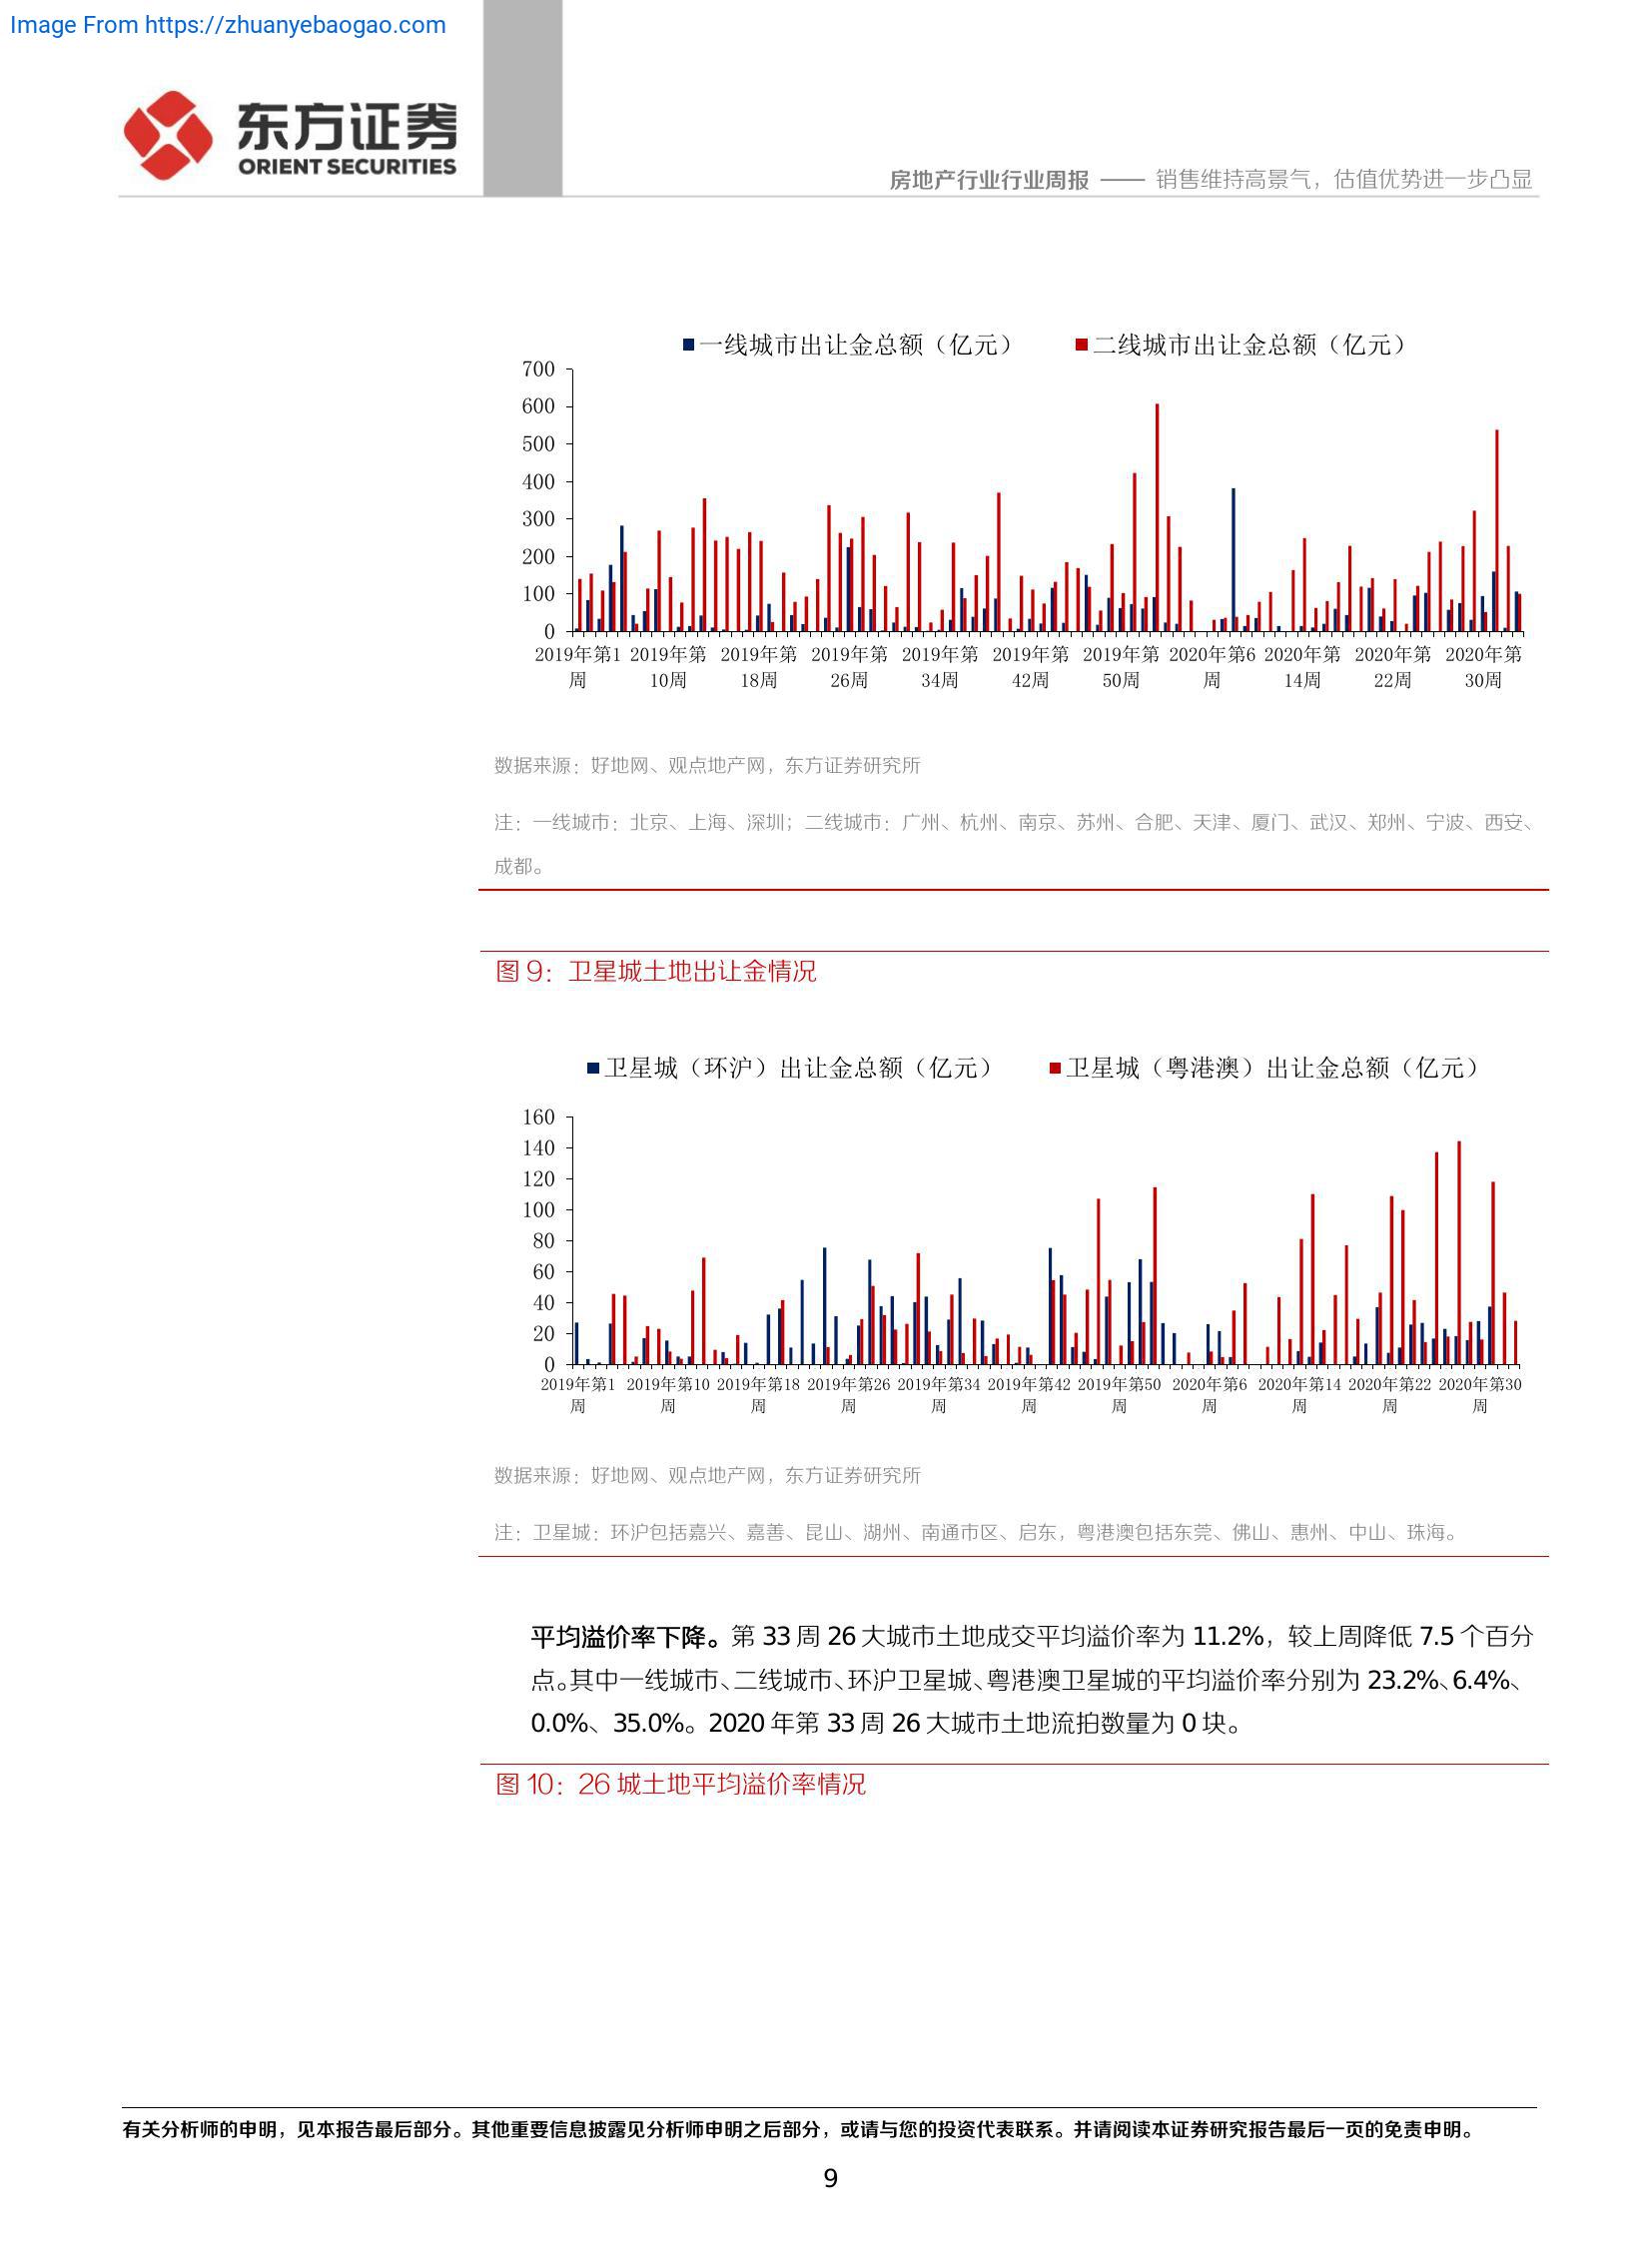 Image From https://zhuanyebaogao.com
东方证券
ORIENT SECURITIES
房地产行业行业周报 —— 销售维持高景气，估值优势进一步凸显
一线城市出让金总额（亿元） 二线城市出让金总额（亿元）
700
600
500
400
300
200
100
0
2019年第1 2019年第 2019年第 2019年第 2019年第 2019年第 2019年第 2020年第6 2020年第 2020年第 2020年第
周 10周 18周 26周 34周 42周 50周 周 14周 22周 30周
数据来源：好地网、观点地产网，东方证券研究所
注：一线城市：北京、上海、深圳；二线城市：广州、杭州、南京、苏州、合肥、天津、厦门、武汉、郑州、宁波、西安、
成都。
图 9：卫星城土地出让金情况
卫星城（环沪）出让金总额（亿元） 卫星城（粤港澳）出让金总额（亿元）
160
140
120
100
80
60
40
20
0
2019年第1 2019年第10 2019年第18 2019年第26 2019年第34 2019年第42 2019年第50 2020年第6 2020年第14 2020年第22 2020年第30
周 周 周 周 周 周 周 周 周 周 周
数据来源：好地网、观点地产网，东方证券研究所
注：卫星城：环沪包括嘉兴、嘉善、昆山、湖州、南通市区、启东，粤港澳包括东莞、佛山、惠州、中山、珠海。
平均溢价率下降。第 33 周 26 大城市土地成交平均溢价率为 11.2%，较上周降低 7.5 个百分
点。其中一线城市、二线城市、环沪卫星城、粤港澳卫星城的平均溢价率分别为 23.2%、6.4%、
0.0%、35.0%。2020 年第 33 周 26 大城市土地流拍数量为 0 块。
图 10：26 城土地平均溢价率情况
有关分析师的申明，见本报告最后部分。其他重要信息披露见分析师申明之后部分，或请与您的投资代表联系。并请阅读本证券研究报告最后一页的免责申明。
9